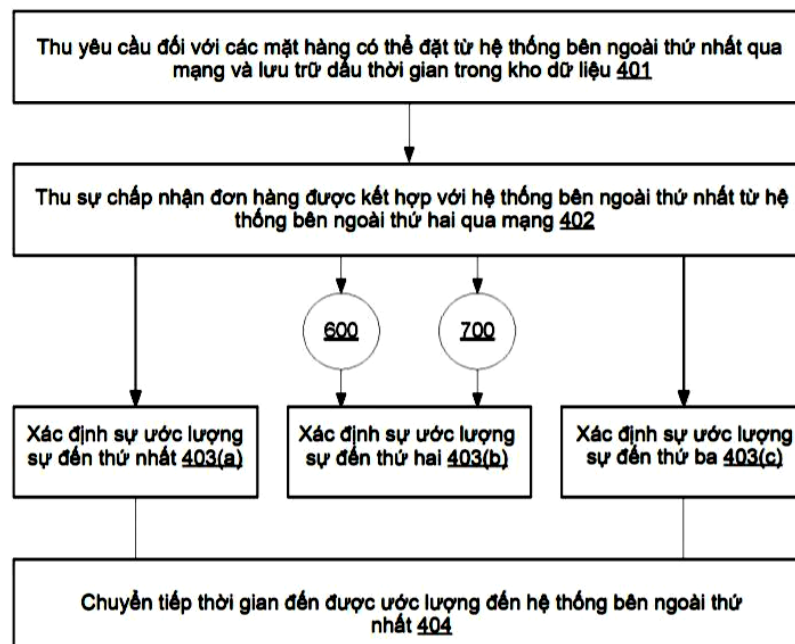 Thu yêu cầu đối với các mặt hàng có thể đặt từ hệ thống bên ngoài thứ nhất qua
mạng và lưu trữ dấu thời gian trong kho dữ liệu 401
Thu sự chấp nhận đơn hàng được kết hợp với hệ thống bên ngoài thứ nhất từ hệ
thống bên ngoài thứ hai qua mạng 402
600
700
Xác định sự ước lượng
sự đến thứ nhất 403(a)
Xác định sự ước lượng
sự đến thứ hai 403(b)
Xác định sự ước lượng
sự đến thứ ba 403(c)
Chuyển tiếp thời gian đến được ước lượng đến hệ thống bên ngoài thứ
nhất 404